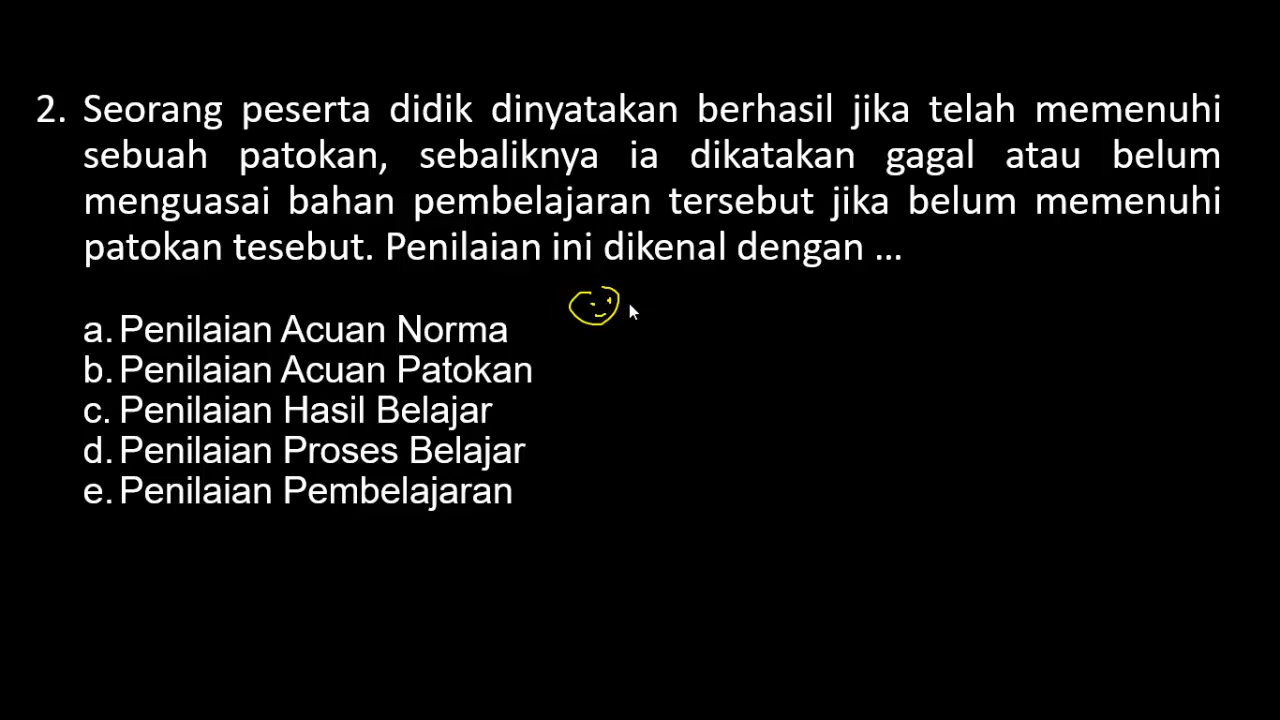 2. Seorang peserta didik dinyatakan berhasil jika telah memenuhi
sebuah patokan, sebaliknya ia dikatakan gagal atau belum
menguasai bahan pembelajaran tersebut jika belum memenuhi
patokan tesebut. Penilaian ini dikenal dengan ...
a. Penilaian Acuan Norma
b. Penilaian Acuan Patokan
c. Penilaian Hasil Belajar
d. Penilaian Proses Belajar
e. Penilaian Pembelajaran